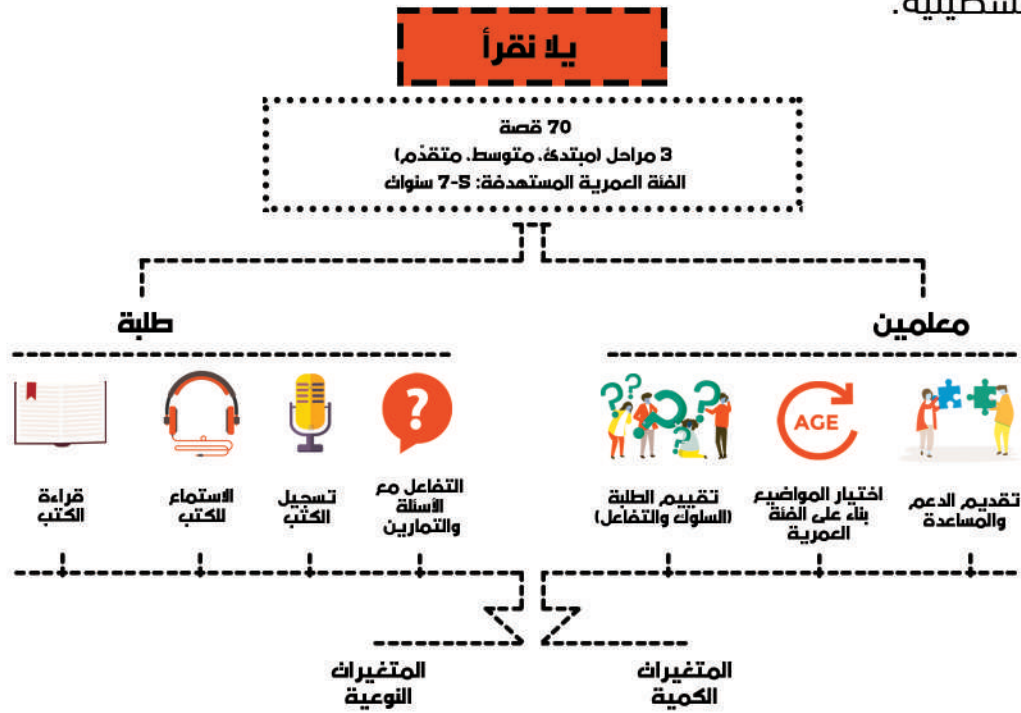 يلا نقرأ
70 قصة
3 مراحل (مبتدئ، متوسط، متقدّم)
الفئة العمرية المستهدفة: 5-7 سنوات
معلمين
طلبة
AGE
تقديم الدعم
والمساعدة
اختيار المواضيع
بناء على الفئة
العمرية
تقييم الطلبة
(السلوك والتفاعل)
التفاعل مع
الأسئلة
والتمارين
تسجيل
الكتب
الاستماع
للكتب
قراءة
الكتب
المتغيرات
الكمية
المتغيرات
النوعية